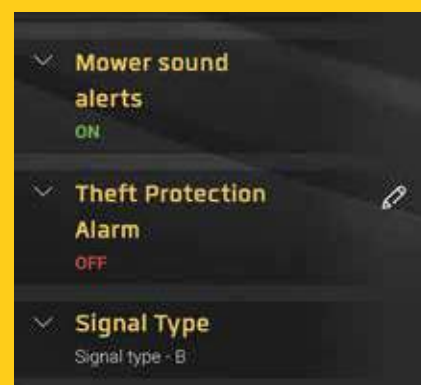 Mower sound
alerts
ON
Theft Protection
Alarm
OFF
Signal Type
Signal type - B